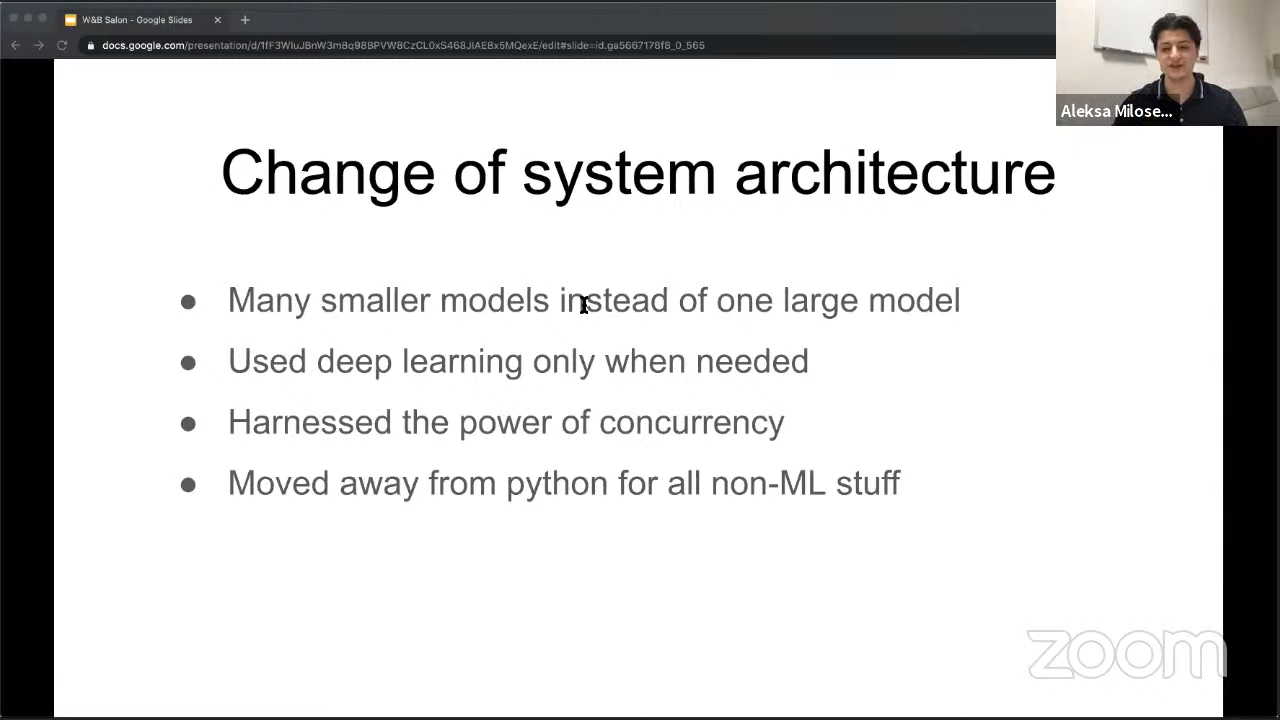 W&B Salon - Google Slides
docs.google.com/presentation/d/1fF3WIuJBnW3m8q98BPVW8CzCL0xS468JIAE8x5MQexE/edit#slide=id.ga5667178f8_0_565
Aleksa Milose...
Change of system architecture
● Many smaller models instead of one large model
● Used deep learning only when needed
● Harnessed the power of concurrency
● Moved away from python for all non-ML stuff
zoom